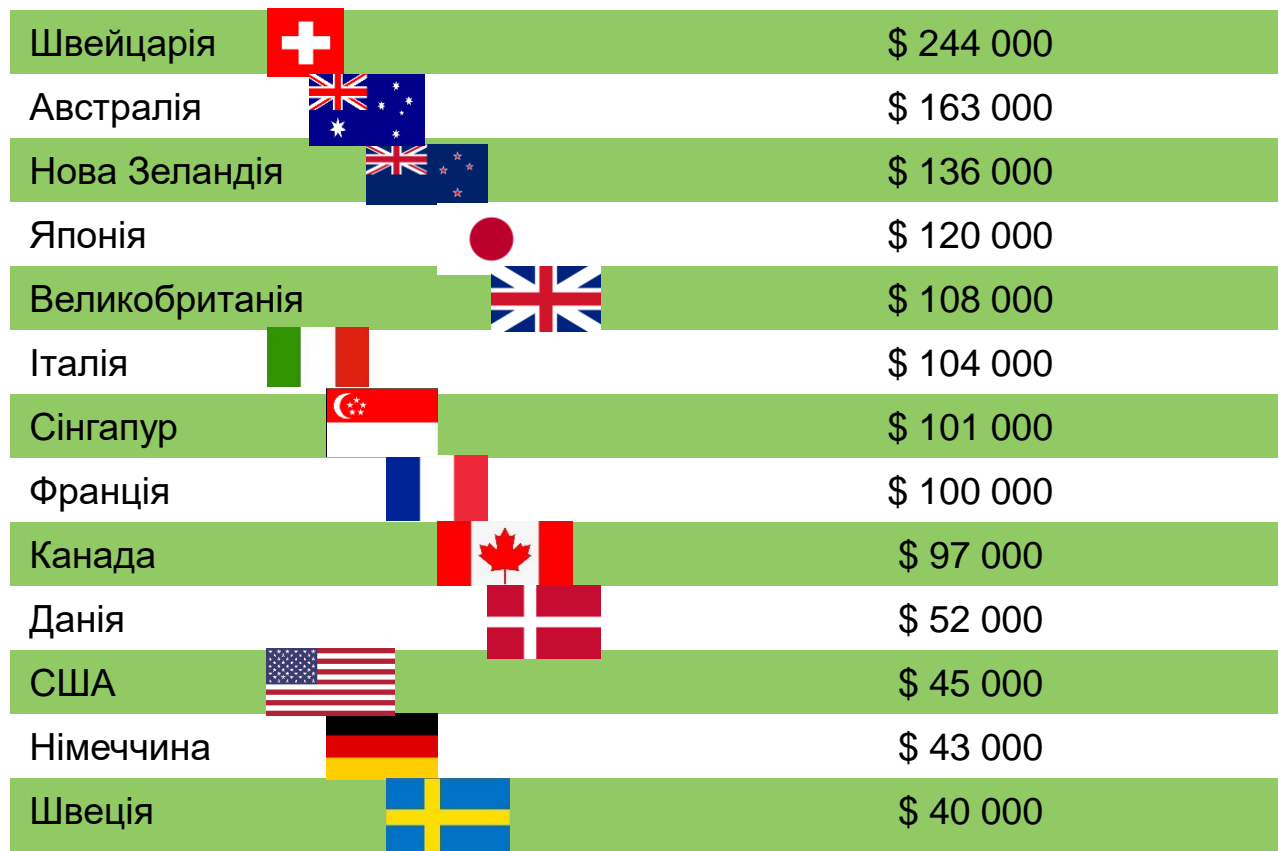 Швейцарія $ 244 000
Австралія $ 163 000
Нова Зеландія $ 136 000
Японія $ 120 000
Великобританія $ 108 000
Італія $ 104 000
Сінгапур $ 101 000
Франція $ 100 000
Канада $ 97 000
Данія $ 52 000
США $ 45 000
Німеччина $ 43 000
Швеція $ 40 000